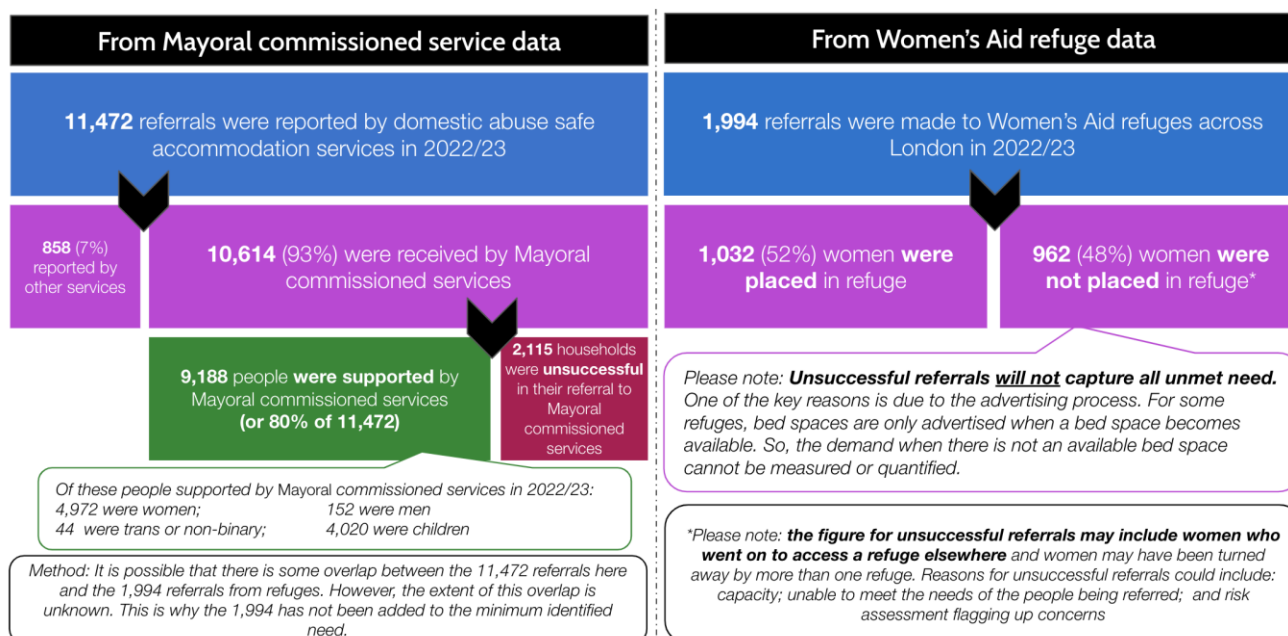 From Mayoral commissioned service data
11,472 referrals were reported by domestic abuse safe
accommodation services in 2022/23
858 (7%)
reported by
other services
10,614 (93%) were received by Mayoral
commissioned services
9,188 people were supported by
Mayoral commissioned services
(or 80% of 11,472)
2,115 households
were unsuccessful
in their referral to
Mayoral
commissioned
services
Of these people supported by Mayoral commissioned services in 2022/23:
4,972 were women; 152 were men
44 were trans or non-binary; 4,020 were children
Method: It is possible that there is some overlap between the 11,472 referrals here
and the 1,994 referrals from refuges. However, the extent of this overlap is
unknown. This is why the 1,994 has not been added to the minimum identified
need.
From Women's Aid refuge data
1,994 referrals were made to Women's Aid refuges across
London in 2022/23
1,032 (52%) women were
placed in refuge
962 (48%) women were
not placed in refuge*
Please note: Unsuccessful referrals will not capture all unmet need.
One of the key reasons is due to the advertising process. For some
refuges, bed spaces are only advertised when a bed space becomes
available. So, the demand when there is not an available bed space
cannot be measured or quantified.
*Please note: the figure for unsuccessful referrals may include women who
went on to access a refuge elsewhere and women may have been turned
away by more than one refuge. Reasons for unsuccessful referrals could include:
capacity; unable to meet the needs of the people being referred; and risk
assessment flagging up concerns